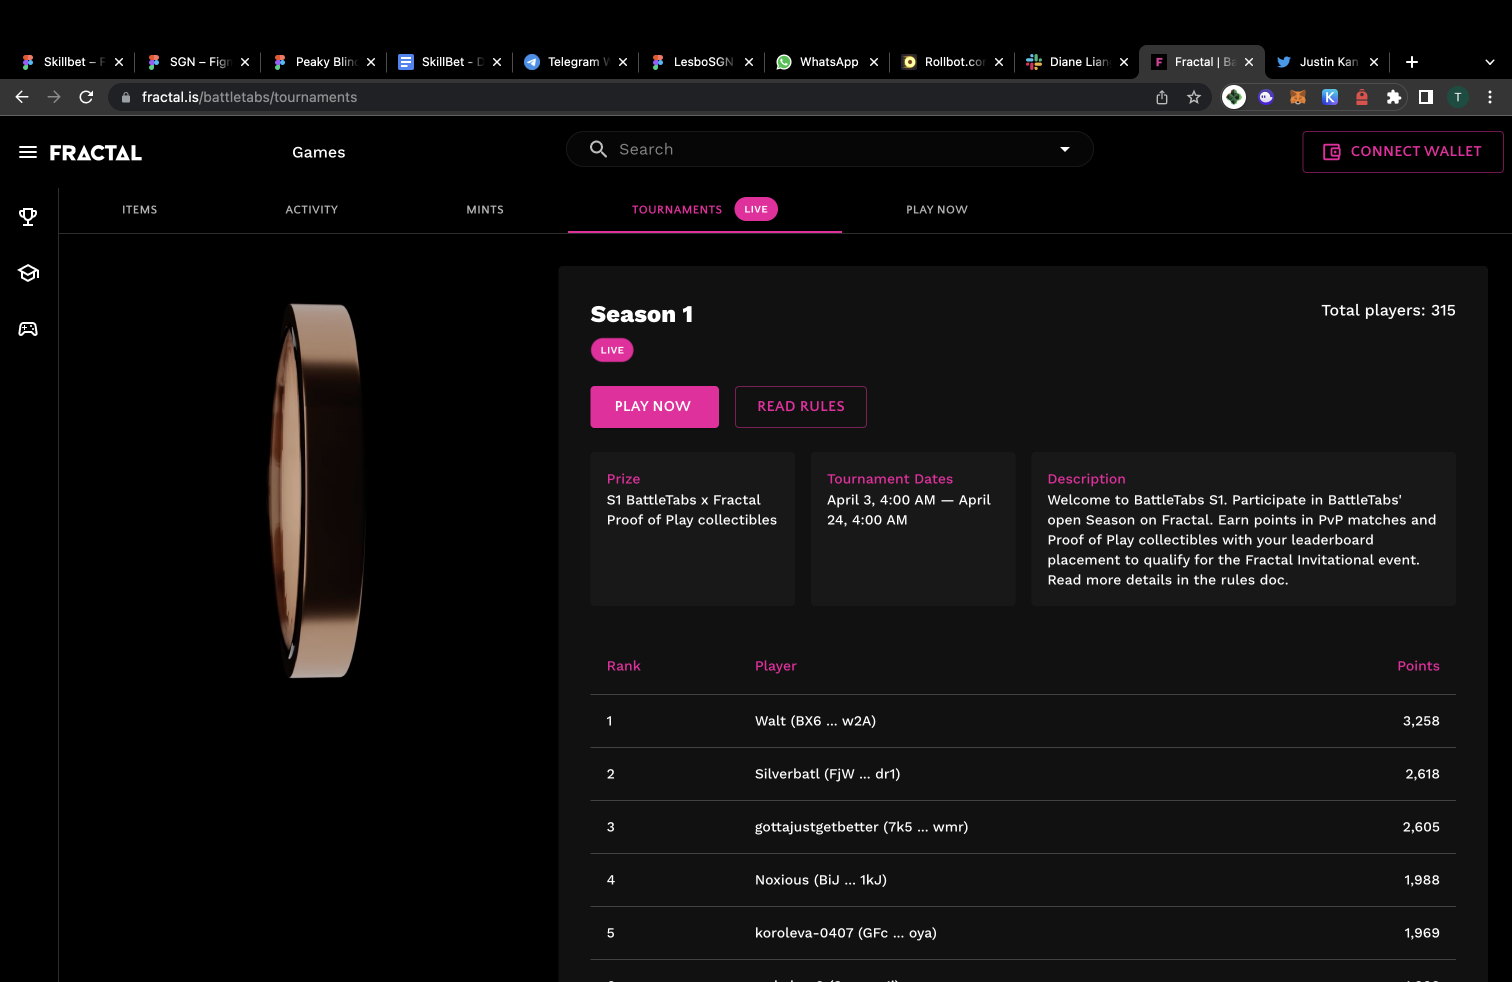 Skillbet – F
SGN – Figm
Peaky Blind
SkillBet - D
Telegram W
LesboSGN
WhatsApp
Rollbot.co
Diane Lian
Fractal | Ba
Justin Kan
fractal.is/battletabs/tournaments
T
FRACTAL
Games
Search
CONNECT WALLET
ITEMS
ACTIVITY
MINTS
TOURNAMENTS
LIVE
PLAY NOW
Season 1
Total players: 315
LIVE
PLAY NOW
READ RULES
Prize
S1 BattleTabs x Fractal
Proof of Play collectibles
Tournament Dates
April 3, 4:00 AM — April
24, 4:00 AM
Description
Welcome to BattleTabs S1. Participate in BattleTabs'
open Season on Fractal. Earn points in PvP matches and
Proof of Play collectibles with your leaderboard
placement to qualify for the Fractal Invitational event.
Read more details in the rules doc.
Rank Player Points
1 Walt (BX6 ... w2A) 3,258
2 Silverbatl (FjW ... dr1) 2,618
3 gottajustgetbetter (7k5 ... wmr) 2,605
4 Noxious (BiJ ... 1kJ) 1,988
5 koroleva-0407 (GFc ... oya) 1,969